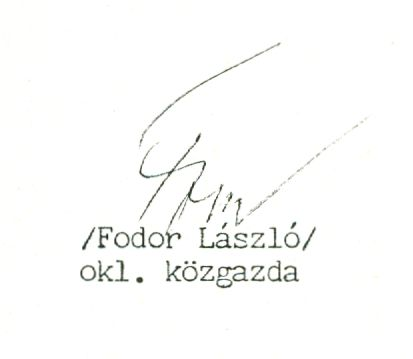 /Fodor László/
okl. közgazda